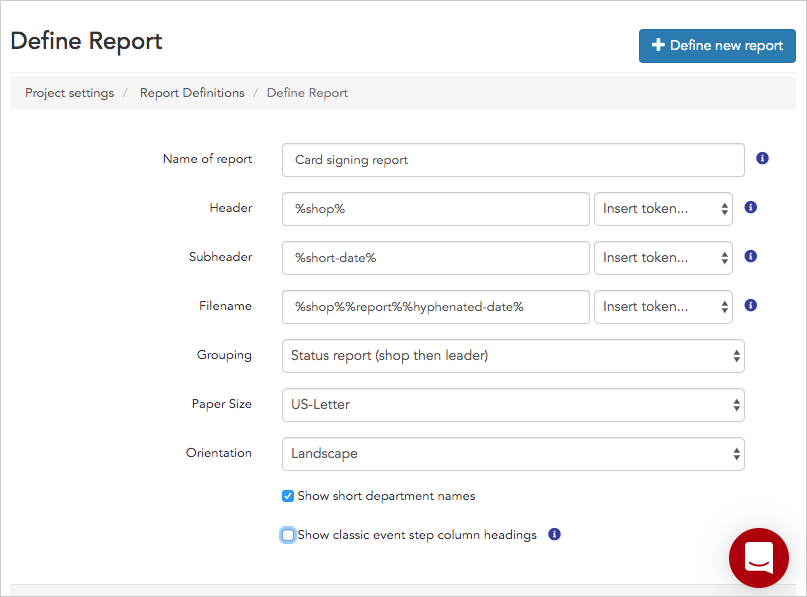 Define Report
Define new report
Project settings / Report Definitions / Define Report
Name of report Card signing report
Header %shop% Insert token...
Subheader %short-date% Insert token...
Filename %shop%%report%%hyphenated-date% Insert token...
Grouping Status report (shop then leader)
Paper Size US-Letter
Orientation Landscape
Show short department names
Show classic event step column headings